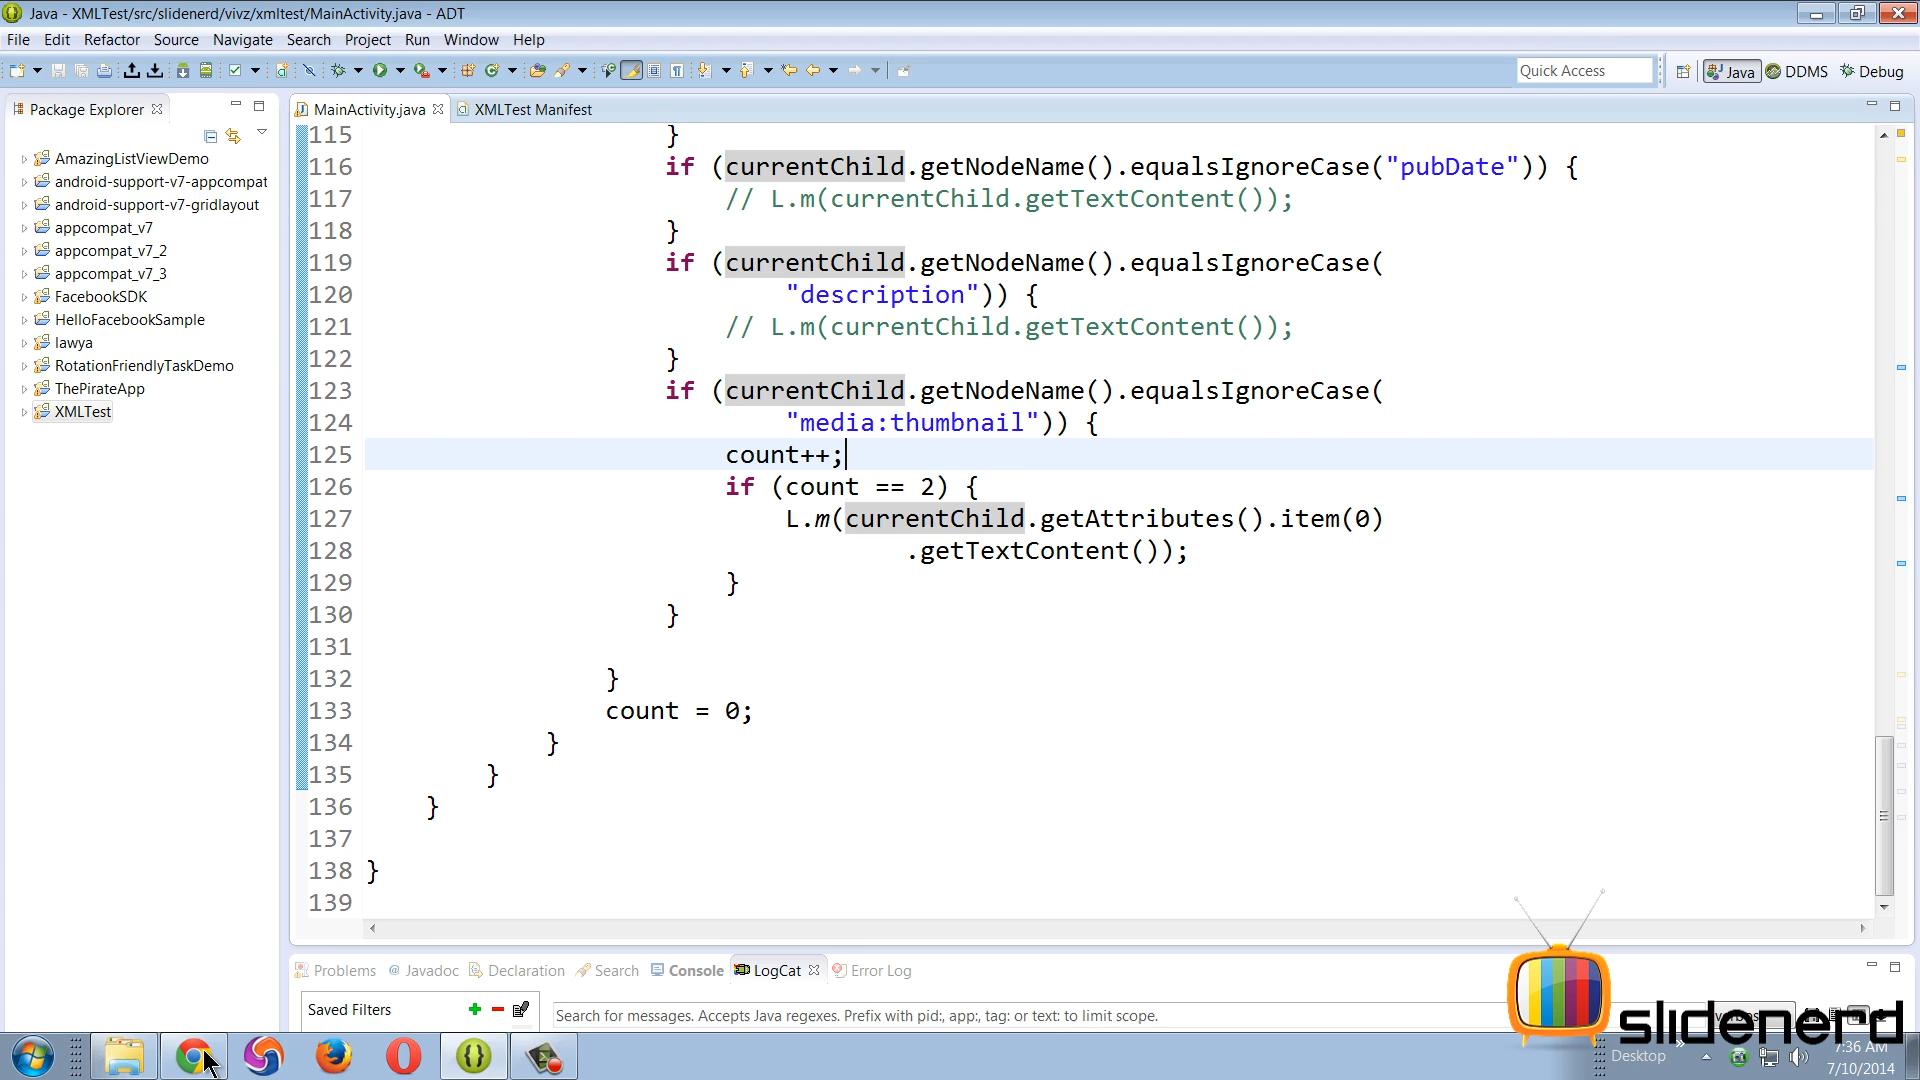 Java - XMLTest/src/slidenerd/vivz/xmltest/MainActivity.java - ADT
File Edit Refactor Source Navigate Search Project Run Window Help
Quick Access Java DDMS Debug
Package Explorer
AmazingListViewDemo
android-support-v7-appcompat
android-support-v7-gridlayout
appcompat_v7
appcompat_v7_2
appcompat_v7_3
FacebookSDK
HelloFacebookSample
lawya
RotationFriendlyTaskDemo
ThePirateApp
XMLTest
MainActivity.java XMLTest Manifest
115 }
116 if (currentChild.getNodeName().equalsIgnoreCase("pubDate")) {
117 // L.m(currentChild.getTextContent());
118 }
119 if (currentChild.getNodeName().equalsIgnoreCase(
120 "description")) {
121 // L.m(currentChild.getTextContent());
122 }
123 if (currentChild.getNodeName().equalsIgnoreCase(
124 "media:thumbnail")) {
125 count++;
126 if (count == 2) {
127 L.m(currentChild.getAttributes().item(0)
128 .getTextContent());
129 }
130 }
131
132 }
133 count = 0;
134 }
135 }
136 }
137
138 }
139
Problems @ Javadoc Declaration Search Console LogCat Error Log
Saved Filters
Search for messages. Accepts Java regexes. Prefix with pid:, app:, tag: or text: to limit scope.
slidenerd
Desktop
7:36 AM
7/10/2014